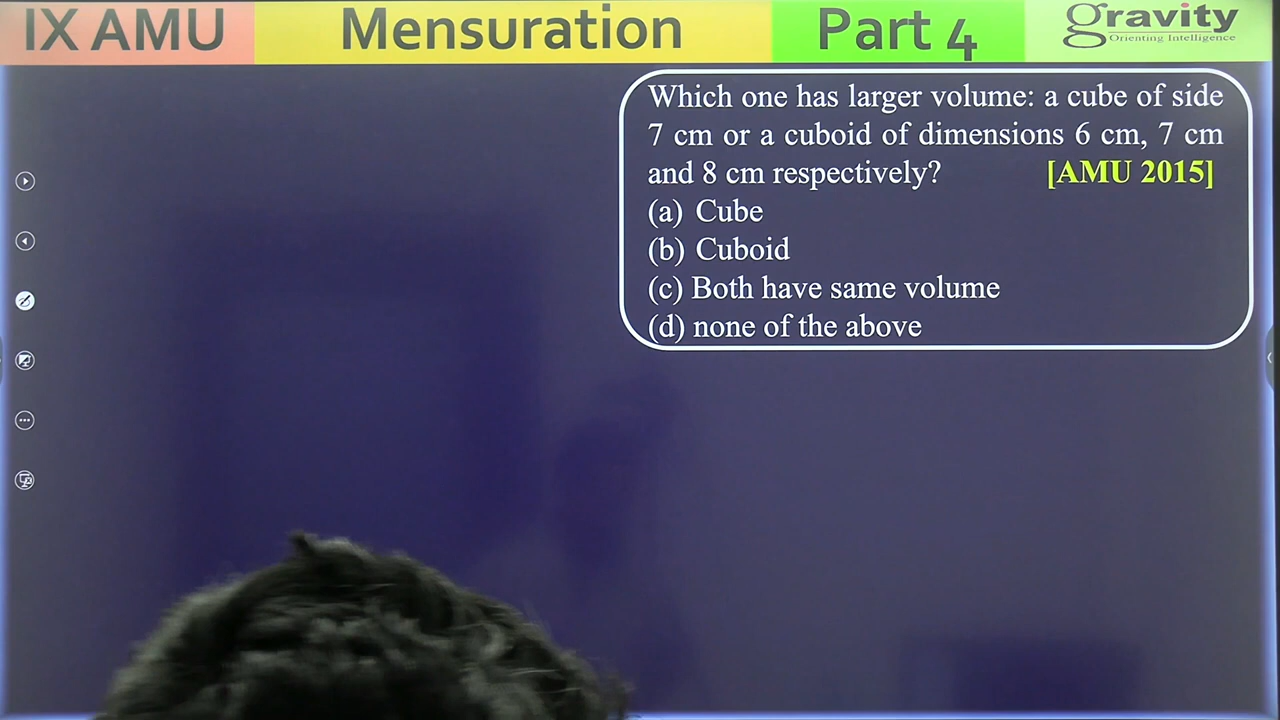 IX AMU
Mensuration
Part 4
gravity
Orienting Intelligence
Which one has larger volume: a cube of side
7 cm or a cuboid of dimensions 6 cm, 7 cm
and 8 cm respectively? [AMU 2015]
(a) Cube
(b) Cuboid
(c) Both have same volume
(d) none of the above